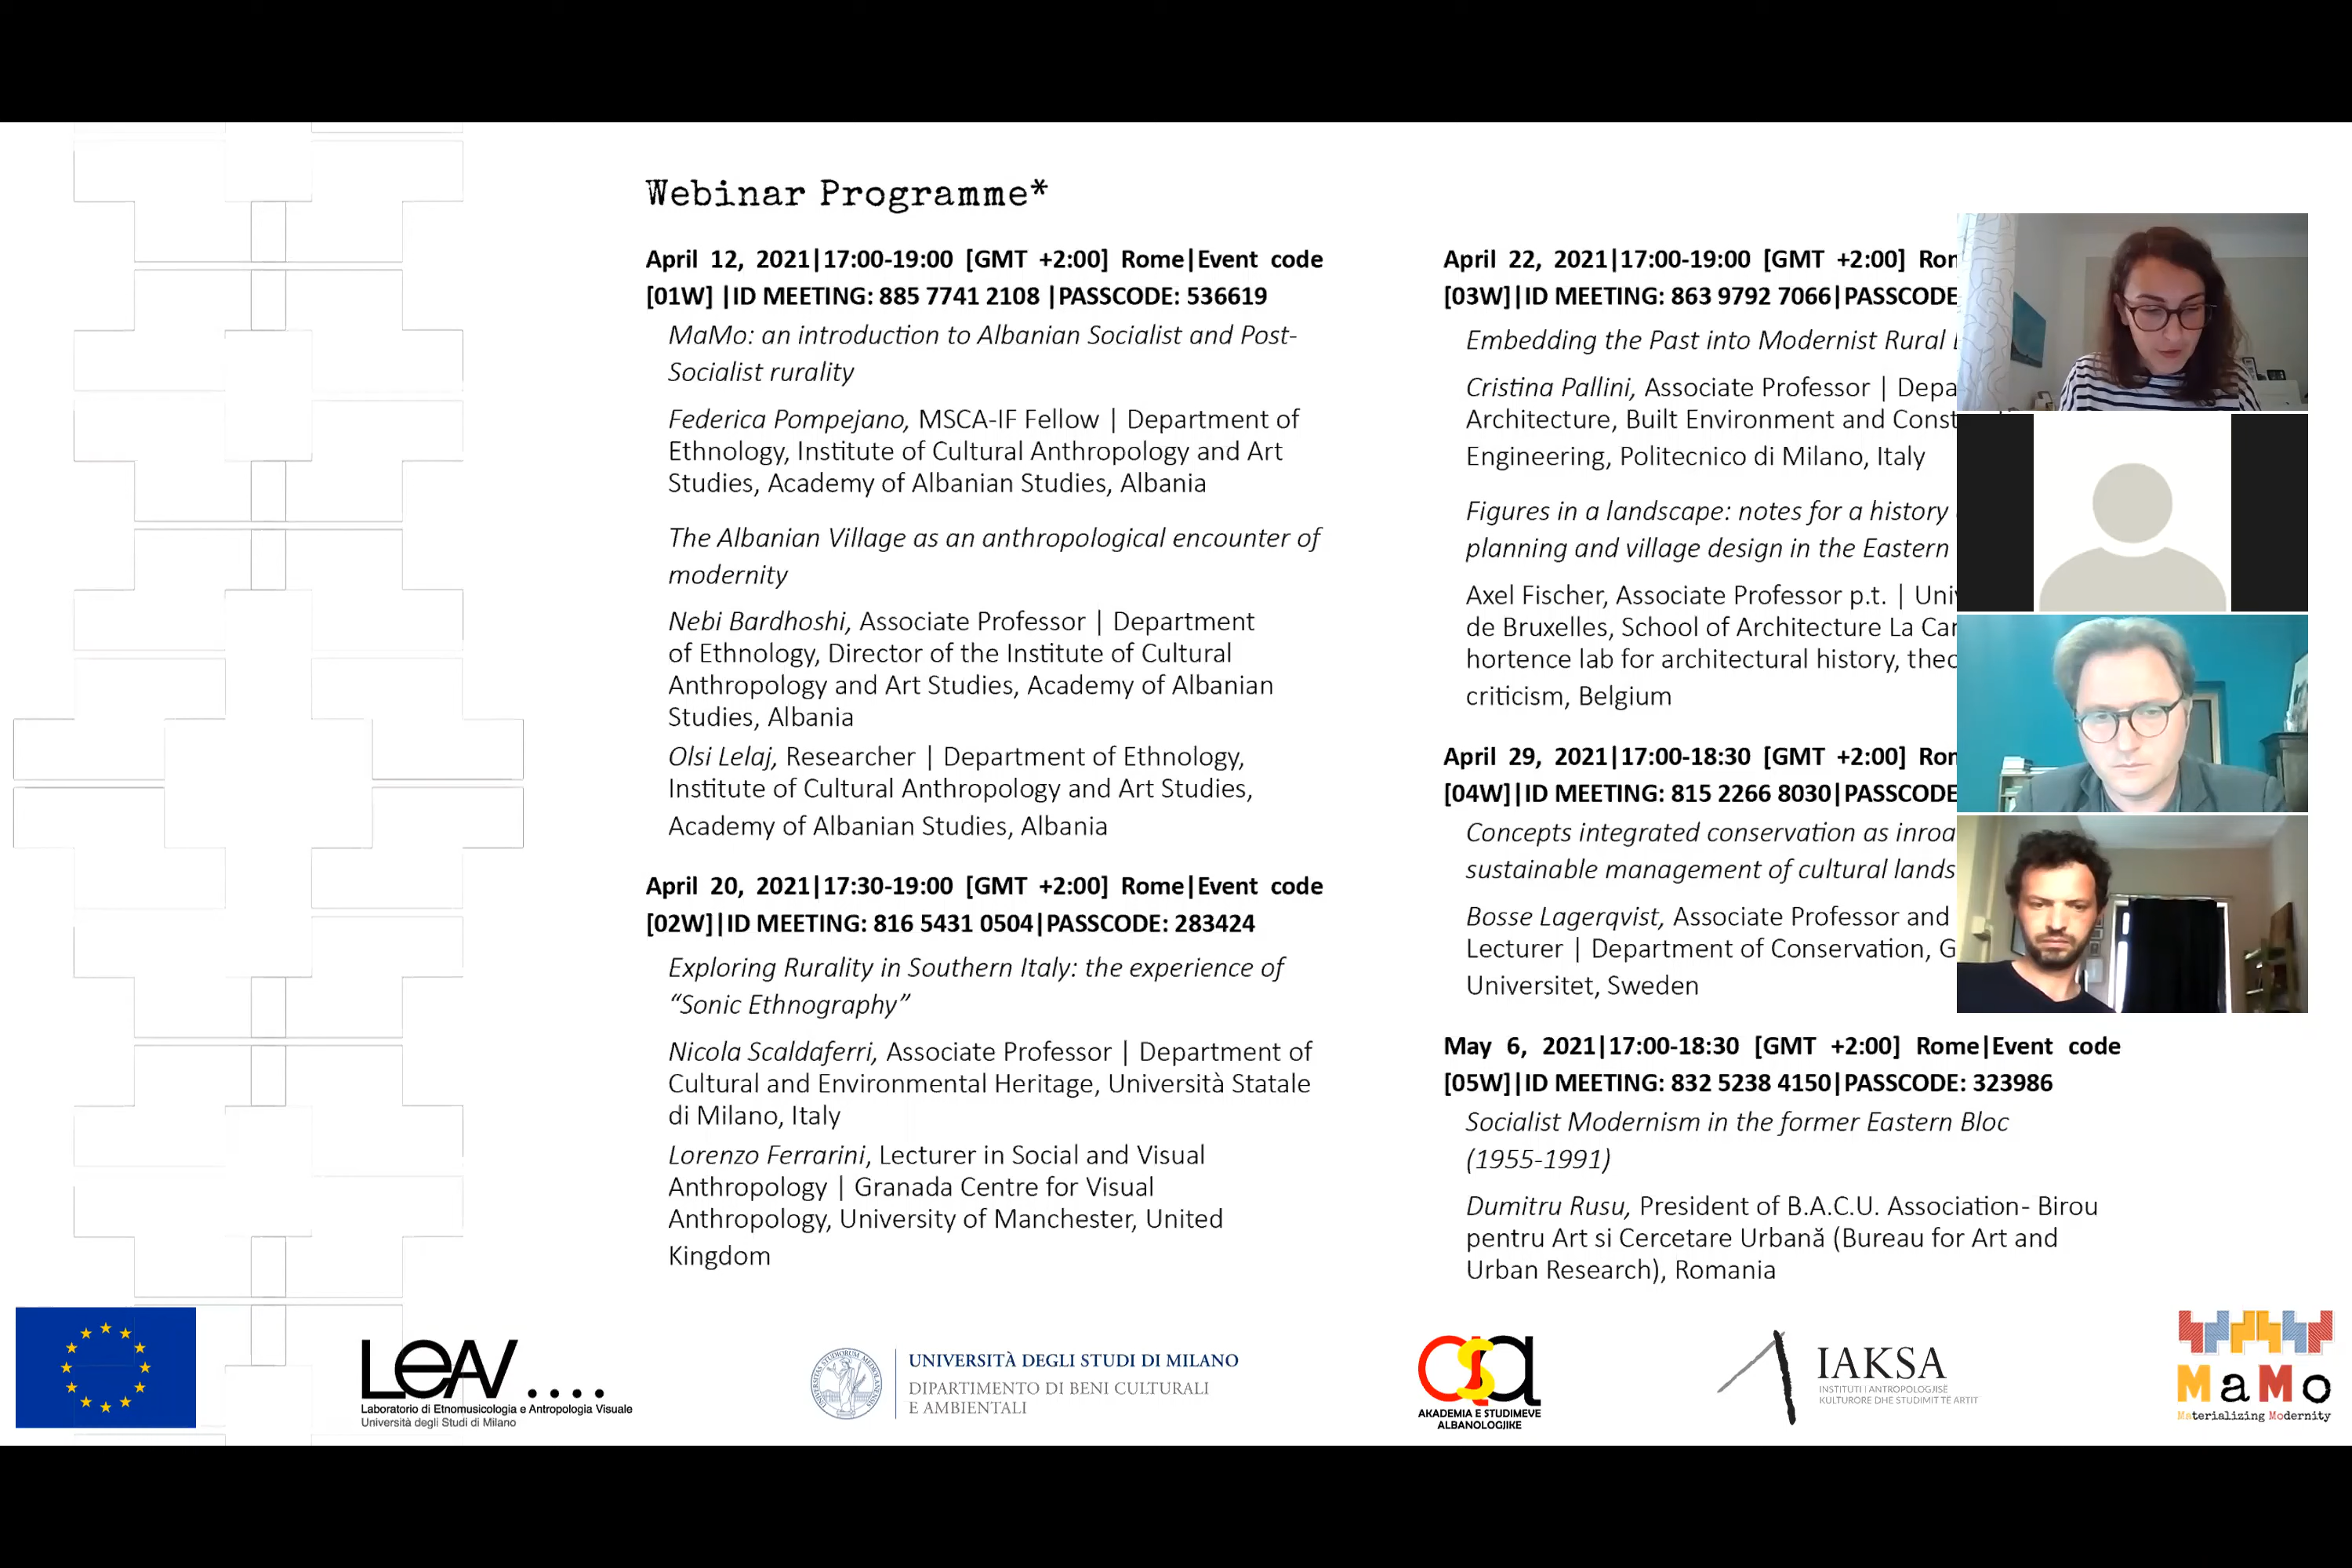 Webinar Programme*
April 12, 2021|17:00-19:00 [GMT +2:00] Rome|Event code
[01W] |ID MEETING: 885 7741 2108 |PASSCODE: 536619
MaMo: an introduction to Albanian Socialist and Post-
Socialist rurality
Federica Pompejano, MSCA-IF Fellow | Department of
Ethnology, Institute of Cultural Anthropology and Art
Studies, Academy of Albanian Studies, Albania
The Albanian Village as an anthropological encounter of
modernity
Nebi Bardhoshi, Associate Professor | Department
of Ethnology, Director of the Institute of Cultural
Anthropology and Art Studies, Academy of Albanian
Studies, Albania
Olsi Lelaj, Researcher | Department of Ethnology,
Institute of Cultural Anthropology and Art Studies,
Academy of Albanian Studies, Albania
April 20, 2021|17:30-19:00 [GMT +2:00] Rome|Event code
[02W]|ID MEETING: 816 5431 0504|PASSCODE: 283424
Exploring Rurality in Southern Italy: the experience of
“Sonic Ethnography”
Nicola Scaldaferri, Associate Professor | Department of
Cultural and Environmental Heritage, Università Statale
di Milano, Italy
Lorenzo Ferrarini, Lecturer in Social and Visual
Anthropology | Granada Centre for Visual
Anthropology, University of Manchester, United
Kingdom
April 22, 2021|17:00-19:00 [GMT +2:00]
[03W]|ID MEETING: 863 9792 7066|PASSCODE
Embedding the Past into Modernist Rural
Cristina Pallini, Associate Professor |
Architecture, Built Environment and
Engineering, Politecnico di Milano, Italy
Figures in a landscape: notes for a history
planning and village design in the Eastern
Axel Fischer, Associate Professor p.t. |
de Bruxelles, School of Architecture La
hortence lab for architectural history,
criticism, Belgium
April 29, 2021|17:00-18:30 [GMT +2:00]
[04W]|ID MEETING: 815 2266 8030|PASSCODE
Concepts integrated conservation as
sustainable management of cultural
Bosse Lagerqvist, Associate Professor and
Lecturer | Department of Conservation,
Universitet, Sweden
May 6, 2021|17:00-18:30 [GMT +2:00] Rome|Event code
[05W]|ID MEETING: 832 5238 4150|PASSCODE: 323986
Socialist Modernism in the former Eastern Bloc
(1955-1991)
Dumitru Rusu, President of B.A.C.U. Association- Birou
pentru Art si Cercetare Urbană (Bureau for Art and
Urban Research), Romania
LeAV....
Laboratorio di Etnomusicologia e Antropologia Visuale
Università degli Studi di Milano
UNIVERSITÀ DEGLI STUDI DI MILANO
DIPARTIMENTO DI BENI CULTURALI
E AMBIENTALI
asa
AKADEMIA E STUDIMEVE
ALBANOLOGJIKE
IAKSA
INSTITUTI I ANTROPOLOGJISË
KULTURORE DHE STUDIMIT TË ARTIT
MaMo
Materializing Modernity